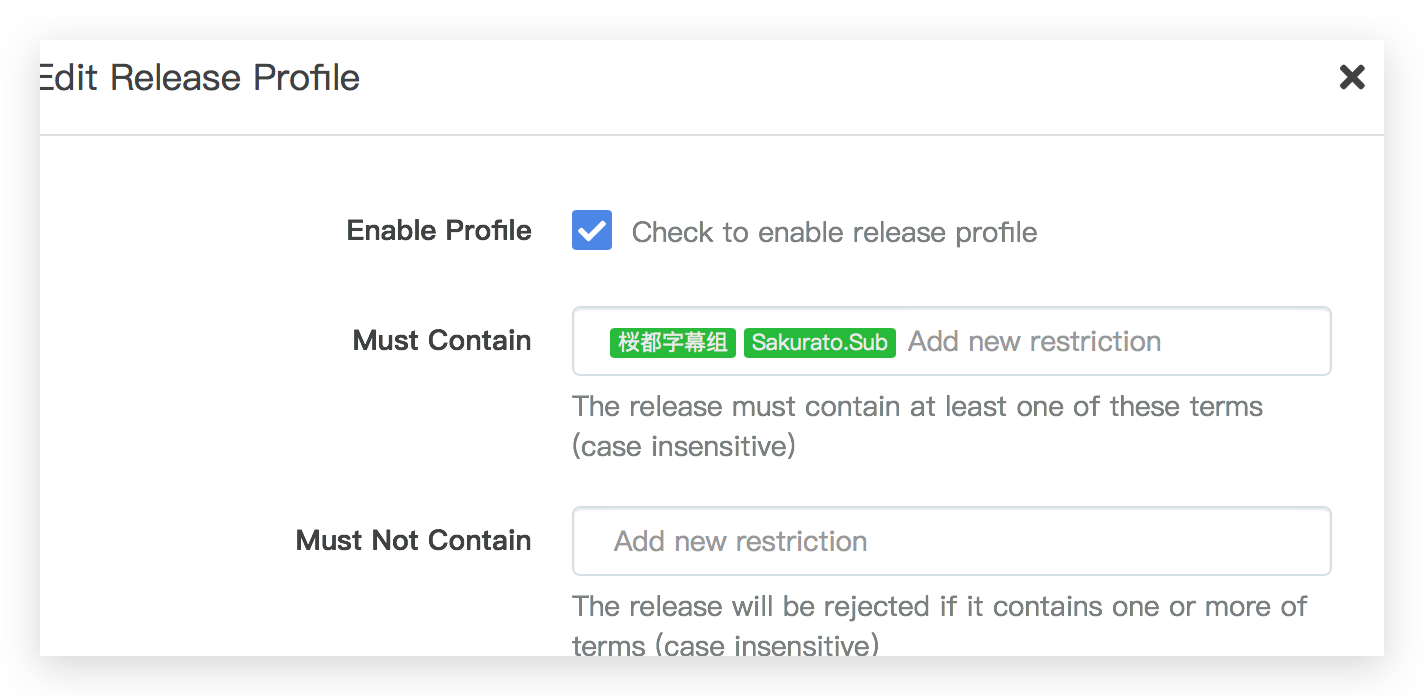 Edit Release Profile
Enable Profile Check to enable release profile
Must Contain 桜都字幕组 Sakurato.Sub Add new restriction
The release must contain at least one of these terms
(case insensitive)
Must Not Contain Add new restriction
The release will be rejected if it contains one or more of
terms (case insensitive)